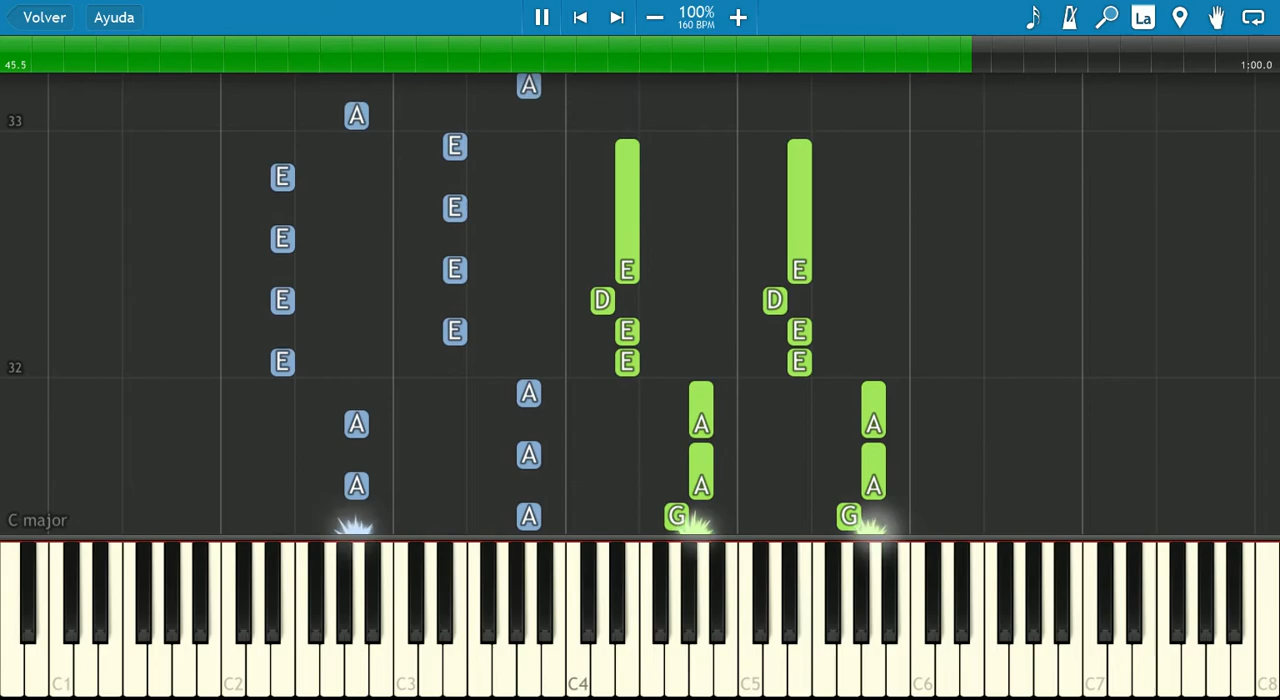 Volver Ayuda 100% La
160 BPM
45.5 1:00.0
A
A
33
E
E
E
E
E
E E E
E D D
E E E
32 E E E
A
A A A
A
A A A
C major A G G
C1 C2 C3 C4 C5 C6 C7 C8